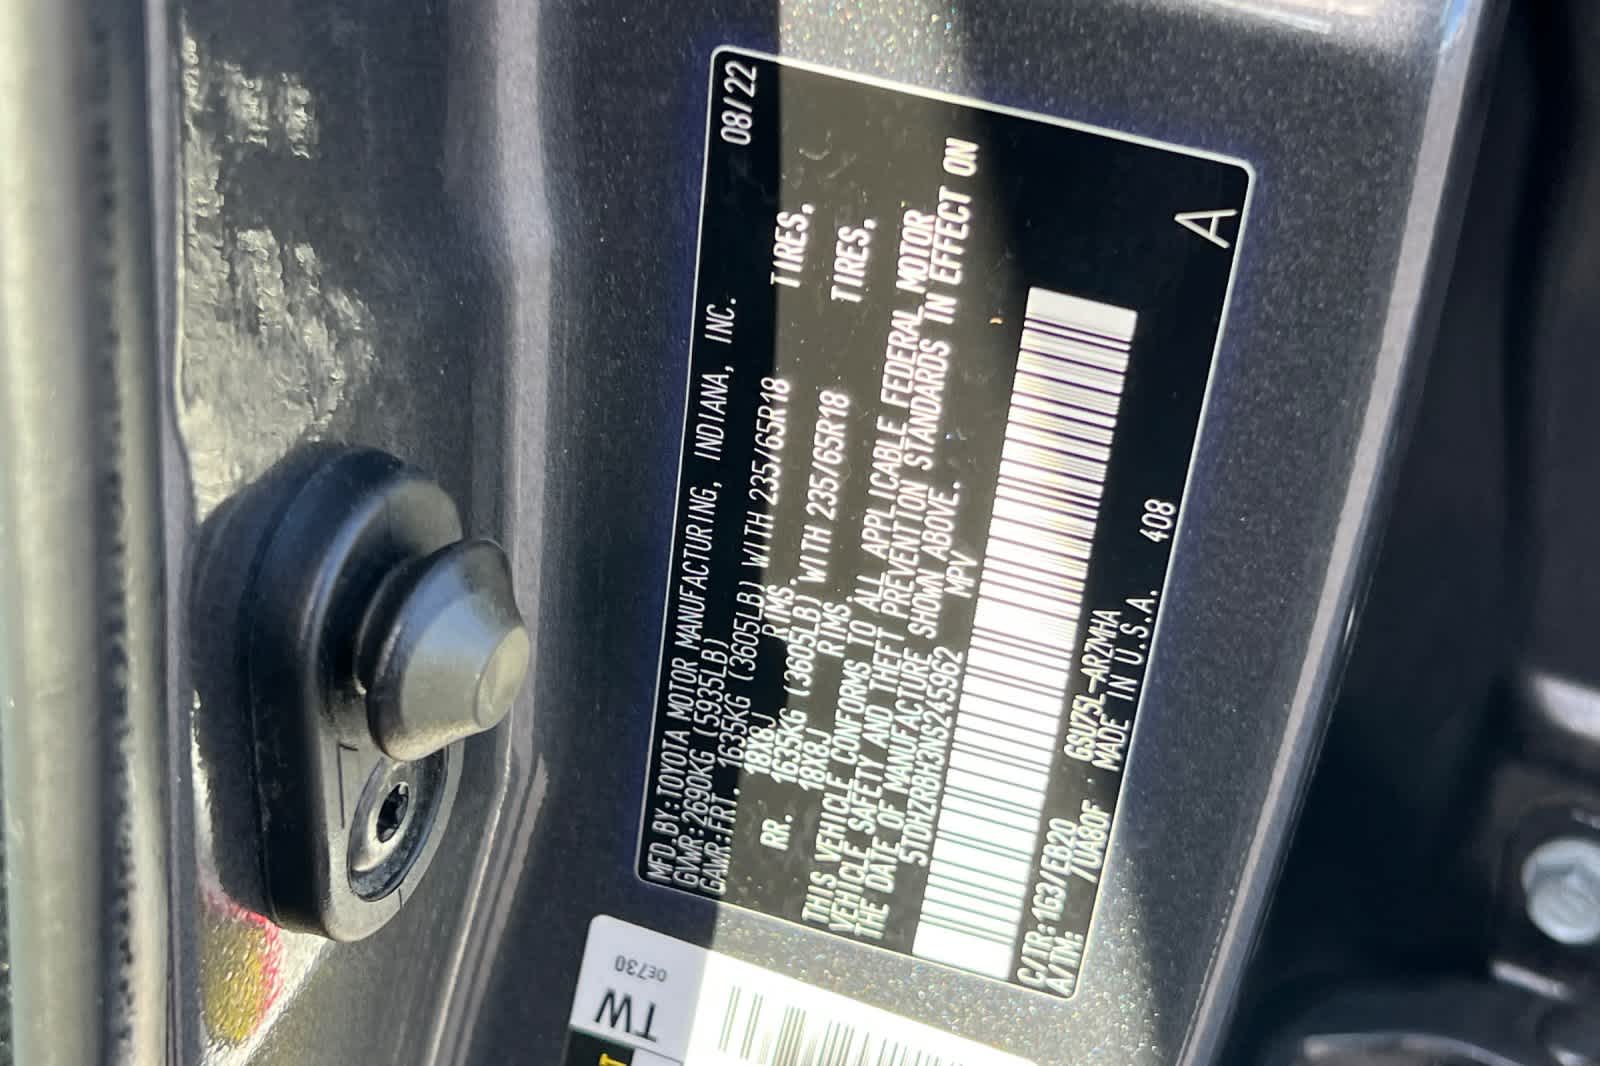 MFD.BY:TOYOTA MOTOR MANUFACTURING, INDIANA, INC. 08/22
GVWR:2690KG(5935LB)
GAWR:FRT. 1635KG (3605LB) WITH 235/65R18 TIRES,
18X8J RIMS,
RR. 1635KG (3605LB) WITH 235/65R18 TIRES,
18X8J RIMS.
THIS VEHICLE CONFORMS TO ALL APPLICABLE FEDERAL MOTOR
VEHICLE SAFETY AND THEFT PREVENTION STANDARDS IN EFFECT ON
THE DATE OF MANUFACTURE SHOWN ABOVE.
5TDHZRBH3NS245962 MPV
C/TR:1G3/EB20 GSU75L-ARZMHA
A/TM: /UA80F MADE IN U.S.A. 408
A
OE730
TW